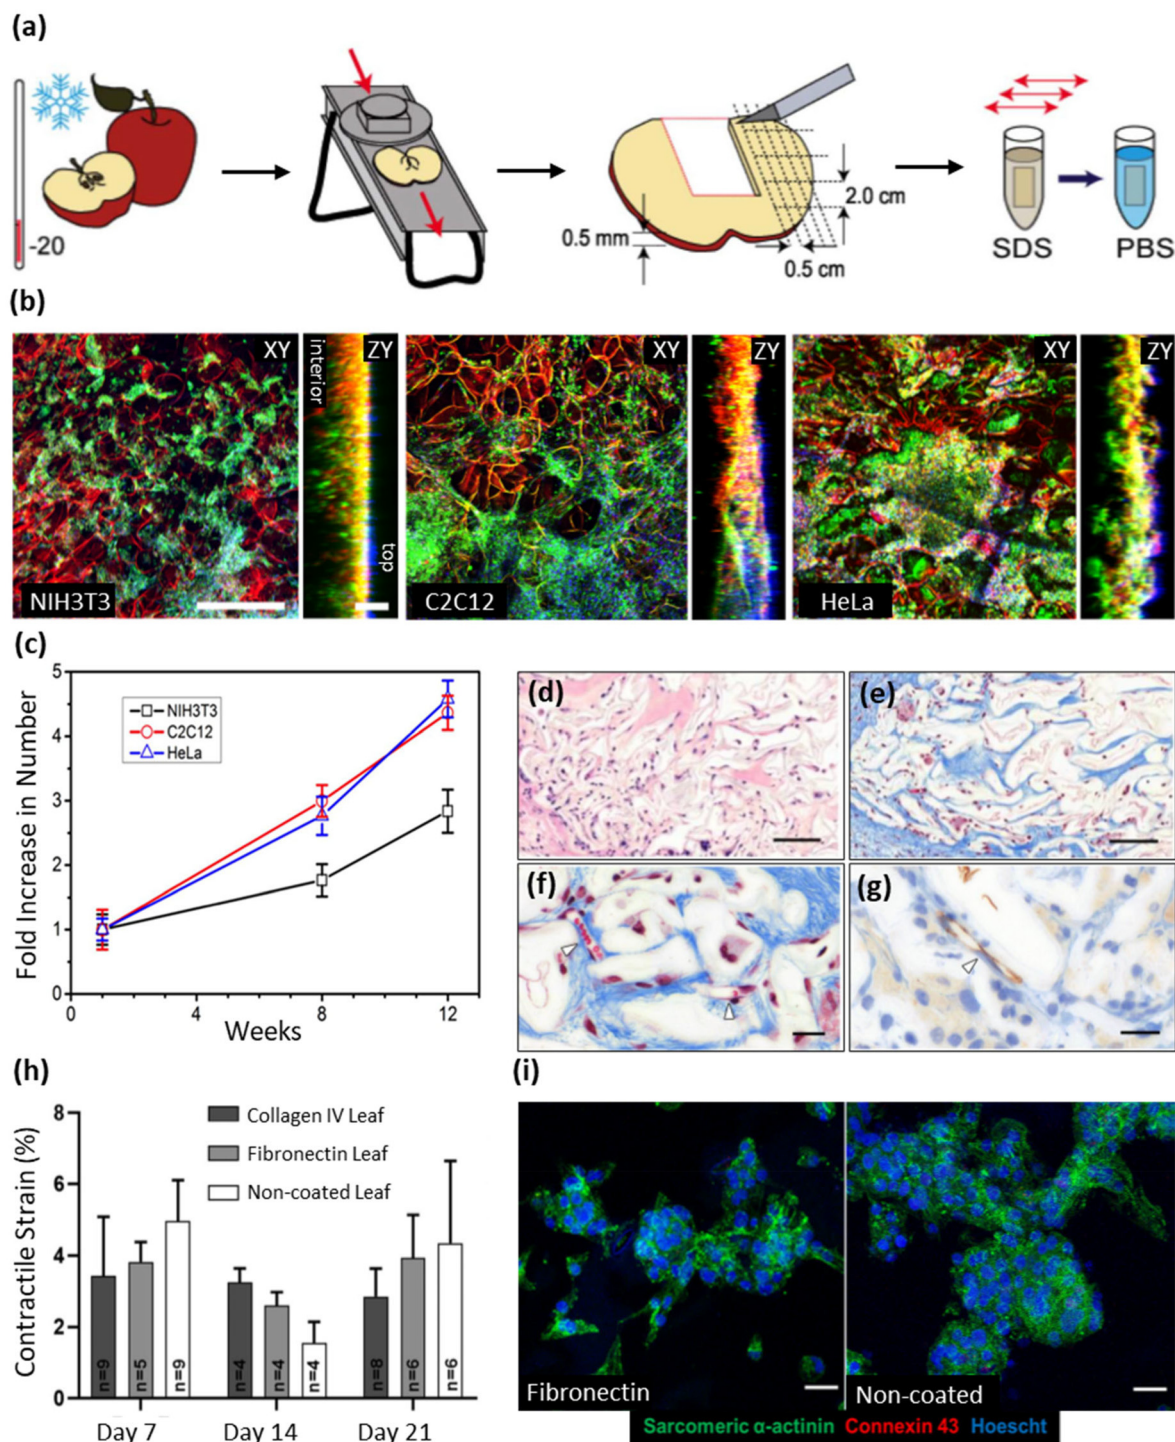 (a)
-20
0.5 mm
2.0 cm
0.5 cm
SDS
PBS
(b)
XY
interior
ZY
top
NIH3T3
XY
ZY
C2C12
XY
ZY
HeLa
(c)
Fold Increase in Number
5
4
3
2
1
0
NIH3T3
C2C12
HeLa
0
4
8
12
Weeks
(d)
(e)
(f)
(g)
(h)
Contractile Strain (%)
8
6
4
2
0
Collagen IV Leaf
Fibronectin Leaf
Non-coated Leaf
n=9
n=5
n=9
n=4
n=4
n=4
n=8
n=6
n=6
Day 7
Day 14
Day 21
(i)
Fibronectin
Non-coated
Sarcomeric α-actinin Connexin 43 Hoescht